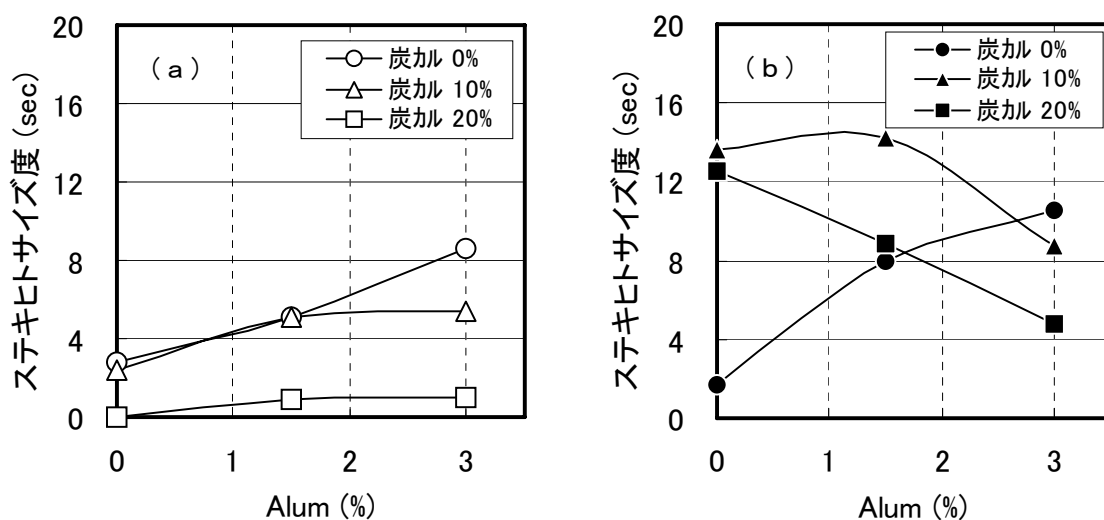 ステキヒトサイズ度 (sec)
20
16
12
8
4
0
（a）
炭カル 0%
炭カル 10%
炭カル 20%
0 1 2 3
Alum (%)
ステキヒトサイズ度 (sec)
20
16
12
8
4
0
（b）
炭カル 0%
炭カル 10%
炭カル 20%
0 1 2 3
Alum (%)